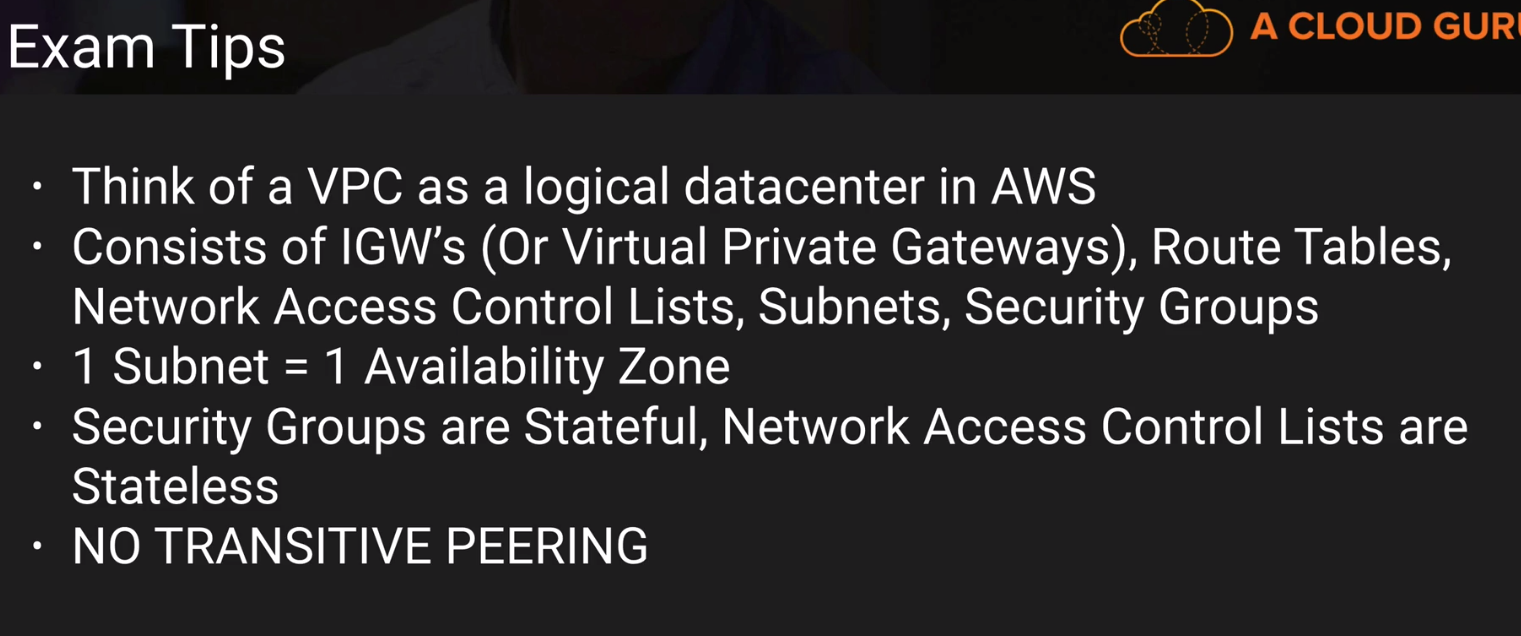 Exam Tips
A CLOUD GURU
• Think of a VPC as a logical datacenter in AWS
• Consists of IGW’s (Or Virtual Private Gateways), Route Tables,
Network Access Control Lists, Subnets, Security Groups
• 1 Subnet = 1 Availability Zone
• Security Groups are Stateful, Network Access Control Lists are
Stateless
• NO TRANSITIVE PEERING